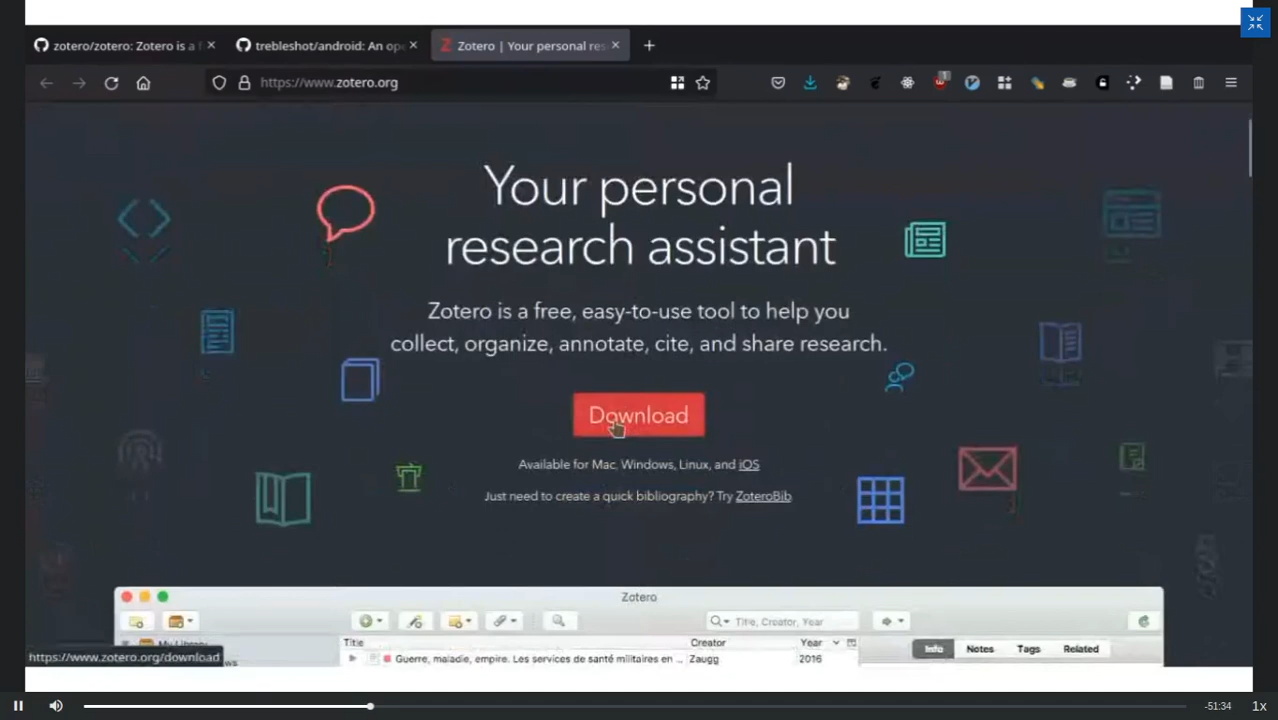 zotero/zotero: Zotero is a f
trebleshot/android: An ope
Zotero | Your personal res
https://www.zotero.org
Your personal
research assistant
Zotero is a free, easy-to-use tool to help you
collect, organize, annotate, cite, and share research.
Download
Available for Mac, Windows, Linux, and iOS
Just need to create a quick bibliography? Try ZoteroBib
Zotero
Title, Creator, Year
My Library
Title
Creator
Year
Info
Notes
Tags
Related
Guerre, maladie, empire. Les services de santé militaires en ...
Zaugg
2016
https://www.zotero.org/download
-51:34
1x